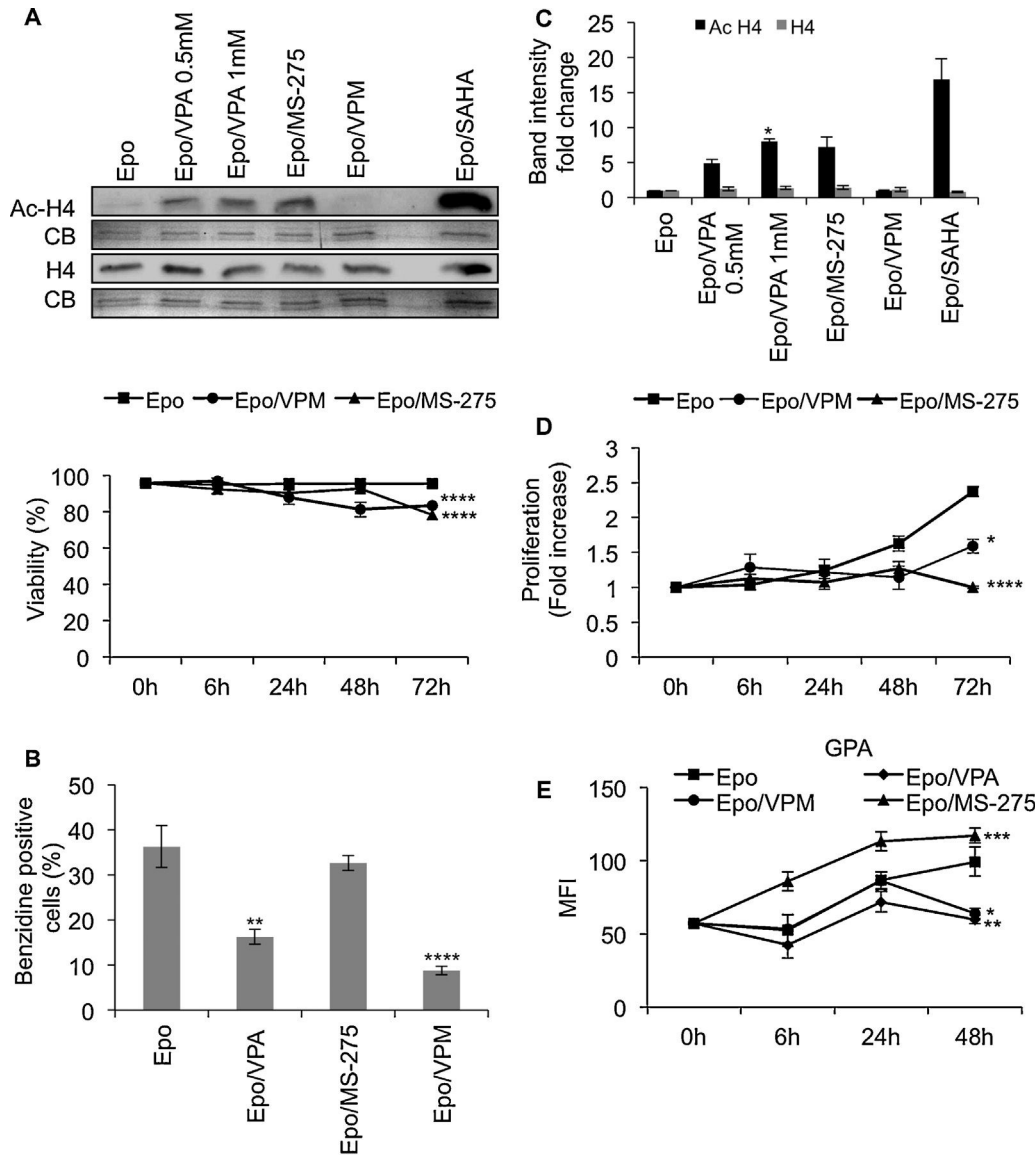 A
Epo
Epo/VPA 0.5mM
Epo/VPA 1mM
Epo/MS-275
Epo/VPM
Epo/SAHA
Ac-H4
CB
H4
CB
C
Ac H4 H4
Band intensity
fold change
25
20
15
10
5
0
Epo
Epo/VPA
0.5mM
Epo/VPA 1mM
Epo/MS-275
Epo/VPM
Epo/SAHA
*
Epo Epo/VPM Epo/MS-275
Viability (%)
100
80
60
40
20
0
0h 6h 24h 48h 72h
****
****
D
Epo Epo/VPM Epo/MS-275
Proliferation
(Fold increase)
3
2.5
2
1.5
1
0.5
0
0h 6h 24h 48h 72h
*
****
B
Benzidine positive
cells (%)
50
40
30
20
10
0
Epo
Epo/VPA
Epo/MS-275
Epo/VPM
**
****
E
GPA
Epo Epo/VPA
Epo/VPM Epo/MS-275
MFI
150
100
50
0
0h 6h 24h 48h
***
*
**